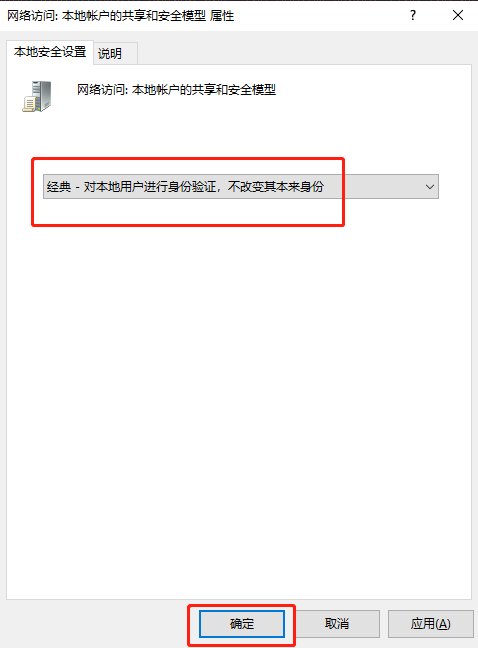 网络访问: 本地帐户的共享和安全模型 属性
?
本地安全设置 说明
网络访问: 本地帐户的共享和安全模型
经典 - 对本地用户进行身份验证，不改变其本来身份
确定 取消 应用(A)